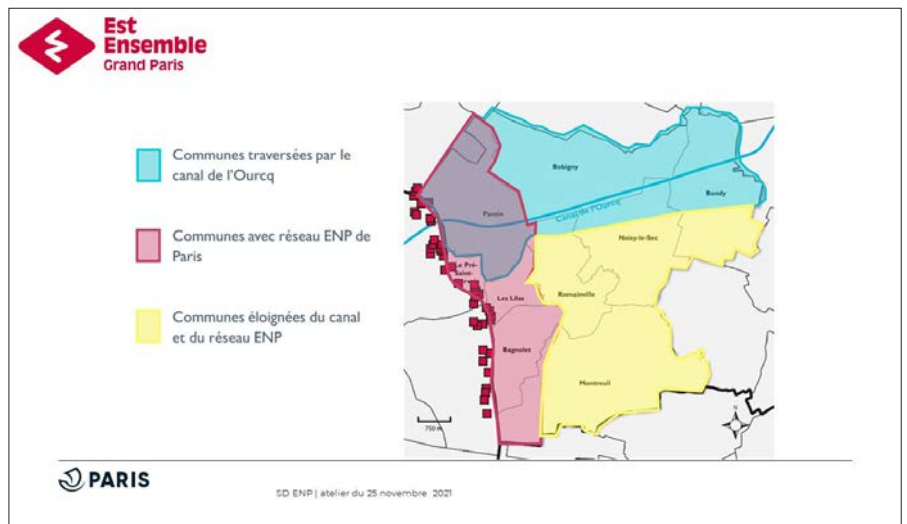 Est
Ensemble
Grand Paris
Communes traversées par le
canal de l'Ourcq
Communes avec réseau ENP de
Paris
Communes éloignées du canal
et du réseau ENP
Bobigny
Bondy
Pantin
Canal de l'Ourcq
Noisy-le-Sec
Le Pré-
Saint-
Les Lilas
Romainville
Bagnolet
Montreuil
750 m
N
PARIS
SD. ENP | atelier du 25 novembre 2021